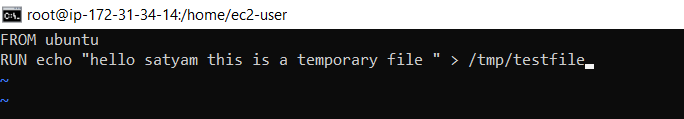 root@ip-172-31-34-14:/home/ec2-user
FROM ubuntu
RUN echo "hello satyam this is a temporary file " > /tmp/testfile
~
~